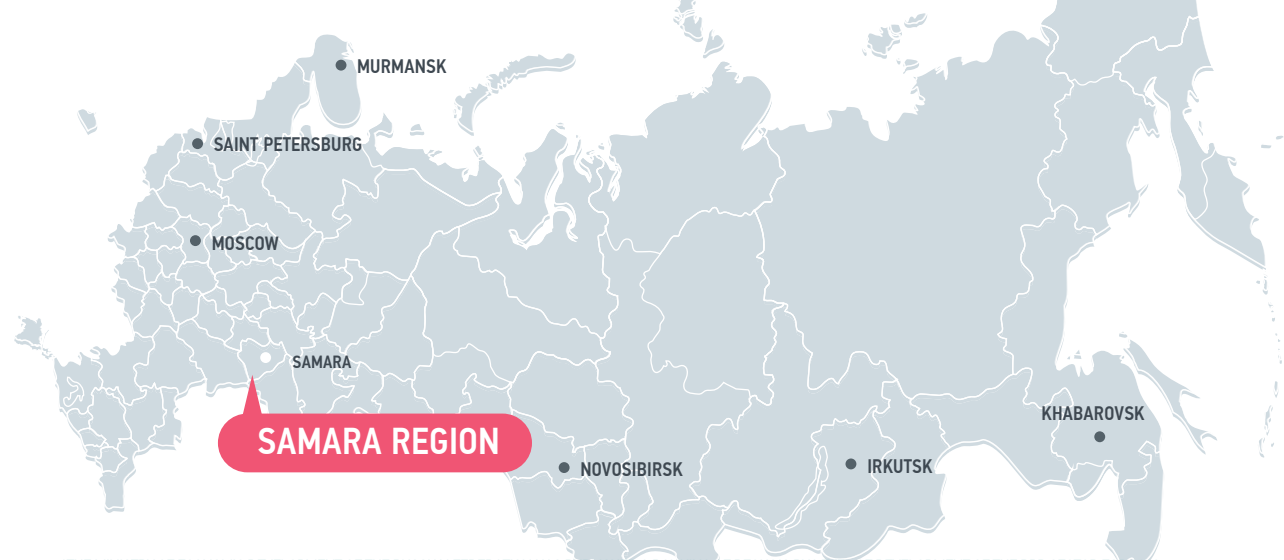 MURMANSK
SAINT PETERSBURG
MOSCOW
SAMARA
SAMARA REGION
NOVOSIBIRSK
IRKUTSK
KHABAROVSK